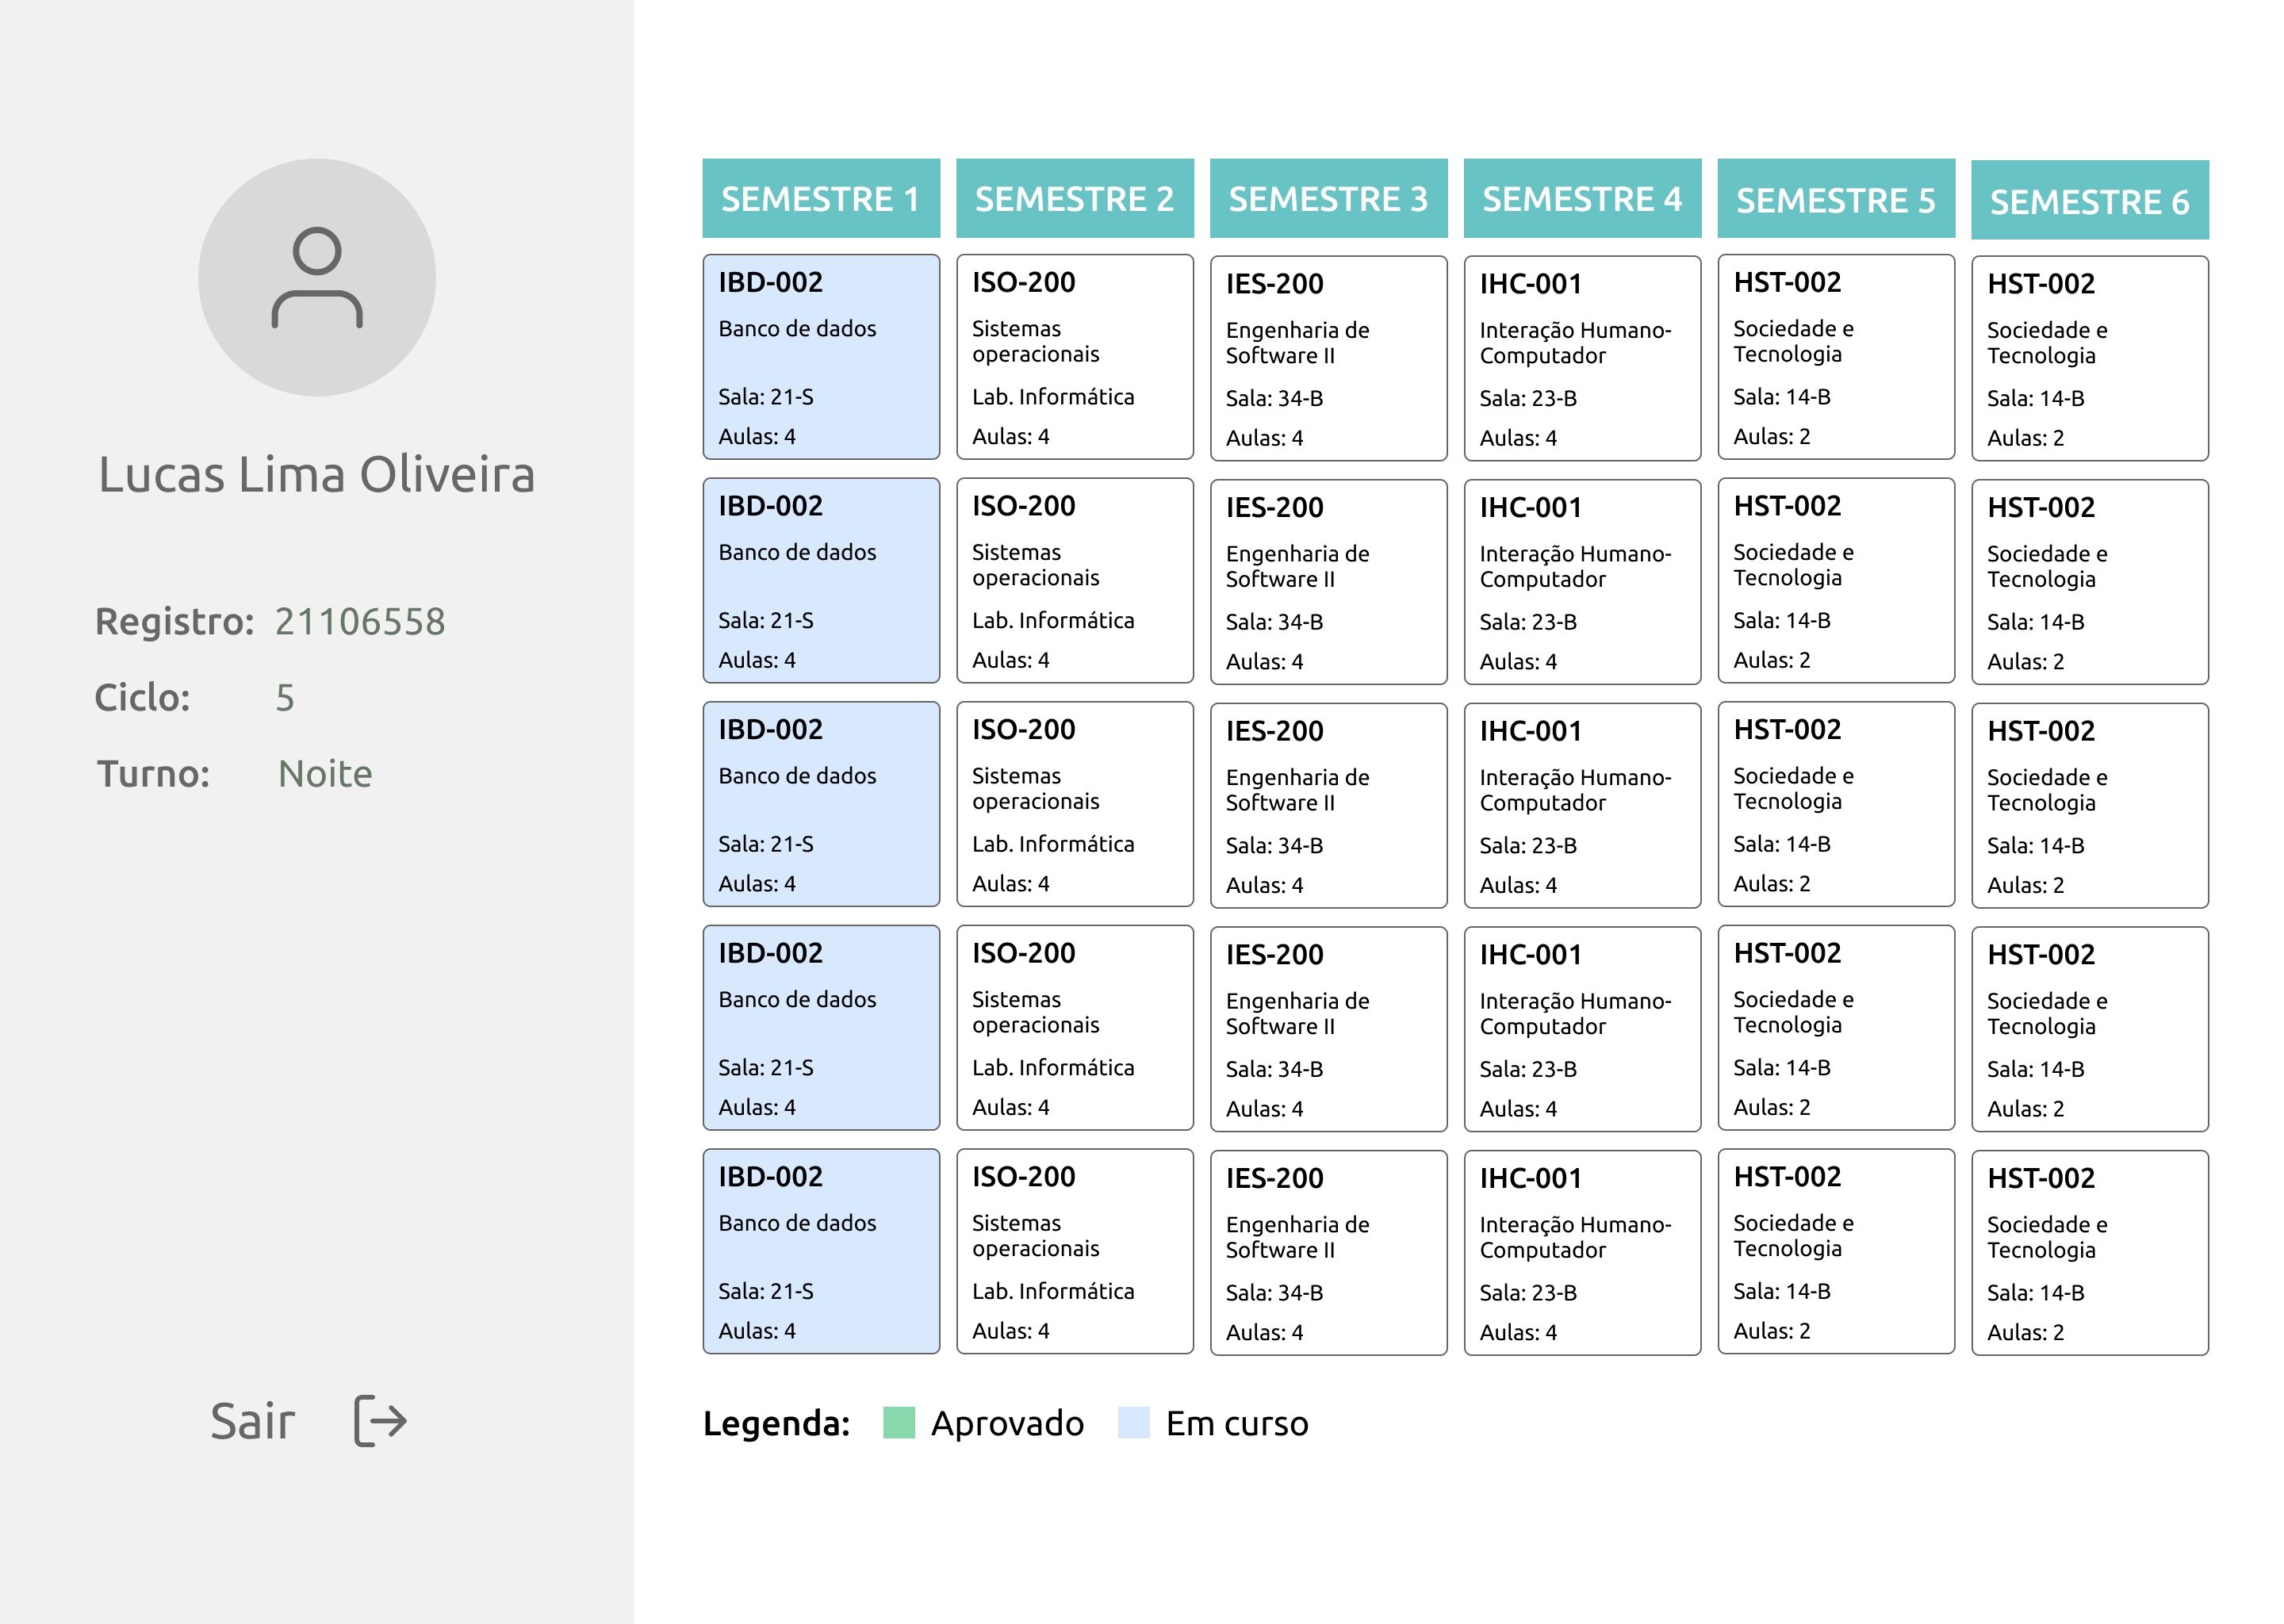 Lucas Lima Oliveira
Registro: 21106558
Ciclo: 5
Turno: Noite
Sair
SEMESTRE 1
IBD-002
Banco de dados
Sala: 21-S
Aulas: 4
IBD-002
Banco de dados
Sala: 21-S
Aulas: 4
IBD-002
Banco de dados
Sala: 21-S
Aulas: 4
IBD-002
Banco de dados
Sala: 21-S
Aulas: 4
IBD-002
Banco de dados
Sala: 21-S
Aulas: 4
SEMESTRE 2
ISO-200
Sistemas
operacionais
Lab. Informática
Aulas: 4
ISO-200
Sistemas
operacionais
Lab. Informática
Aulas: 4
ISO-200
Sistemas
operacionais
Lab. Informática
Aulas: 4
ISO-200
Sistemas
operacionais
Lab. Informática
Aulas: 4
ISO-200
Sistemas
operacionais
Lab. Informática
Aulas: 4
SEMESTRE 3
IES-200
Engenharia de
Software II
Sala: 34-B
Aulas: 4
IES-200
Engenharia de
Software II
Sala: 34-B
Aulas: 4
IES-200
Engenharia de
Software II
Sala: 34-B
Aulas: 4
IES-200
Engenharia de
Software II
Sala: 34-B
Aulas: 4
IES-200
Engenharia de
Software II
Sala: 34-B
Aulas: 4
SEMESTRE 4
IHC-001
Interação Humano-
Computador
Sala: 23-B
Aulas: 4
IHC-001
Interação Humano-
Computador
Sala: 23-B
Aulas: 4
IHC-001
Interação Humano-
Computador
Sala: 23-B
Aulas: 4
IHC-001
Interação Humano-
Computador
Sala: 23-B
Aulas: 4
IHC-001
Interação Humano-
Computador
Sala: 23-B
Aulas: 4
SEMESTRE 5
HST-002
Sociedade e
Tecnologia
Sala: 14-B
Aulas: 2
HST-002
Sociedade e
Tecnologia
Sala: 14-B
Aulas: 2
HST-002
Sociedade e
Tecnologia
Sala: 14-B
Aulas: 2
HST-002
Sociedade e
Tecnologia
Sala: 14-B
Aulas: 2
HST-002
Sociedade e
Tecnologia
Sala: 14-B
Aulas: 2
SEMESTRE 6
HST-002
Sociedade e
Tecnologia
Sala: 14-B
Aulas: 2
HST-002
Sociedade e
Tecnologia
Sala: 14-B
Aulas: 2
HST-002
Sociedade e
Tecnologia
Sala: 14-B
Aulas: 2
HST-002
Sociedade e
Tecnologia
Sala: 14-B
Aulas: 2
HST-002
Sociedade e
Tecnologia
Sala: 14-B
Aulas: 2
Legenda: Aprovado Em curso